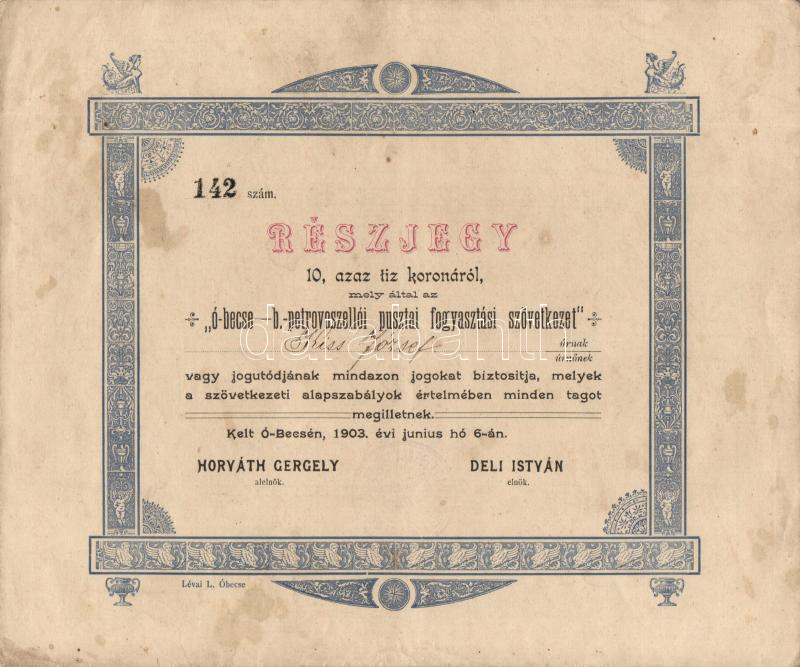 142 szám.
RÉSZJEGY
10, azaz tiz koronáról,
mely által az
„ó-becse—b.-petrovoszellói pusztai fogyasztási szövetkezet"
Kiss József úrnak
úrnőnek
vagy jogutódjának mindazon jogokat biztositja, melyek
a szövetkezeti alapszabályok értelmében minden tagot
megilletnek.
Kelt Ó-Becsén, 1903. évi junius hó 6-án.
HORVÁTH GERGELY DELI ISTVÁN
alelnök. elnök.
Lévai L. Óbecse
darabanth